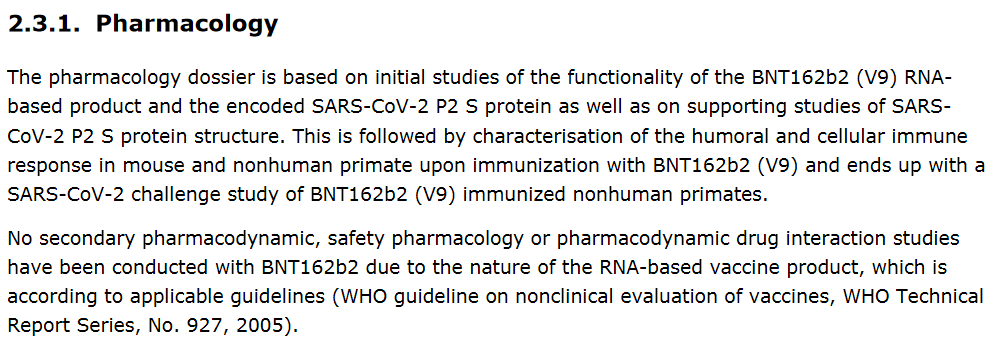 2.3.1. Pharmacology
The pharmacology dossier is based on initial studies of the functionality of the BNT162b2 (V9) RNA-
based product and the encoded SARS-CoV-2 P2 S protein as well as on supporting studies of SARS-
CoV-2 P2 S protein structure. This is followed by characterisation of the humoral and cellular immune
response in mouse and nonhuman primate upon immunization with BNT162b2 (V9) and ends up with a
SARS-CoV-2 challenge study of BNT162b2 (V9) immunized nonhuman primates.
No secondary pharmacodynamic, safety pharmacology or pharmacodynamic drug interaction studies
have been conducted with BNT162b2 due to the nature of the RNA-based vaccine product, which is
according to applicable guidelines (WHO guideline on nonclinical evaluation of vaccines, WHO Technical
Report Series, No. 927, 2005).